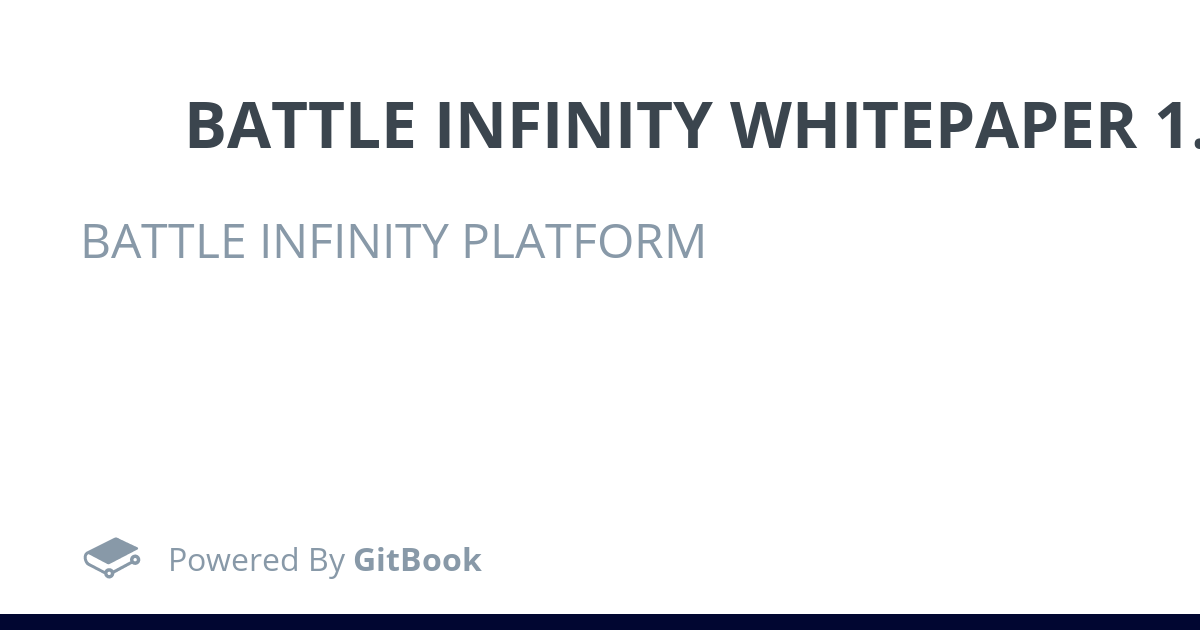 BATTLE INFINITY WHITEPAPER 1.
BATTLE INFINITY PLATFORM
Powered By GitBook